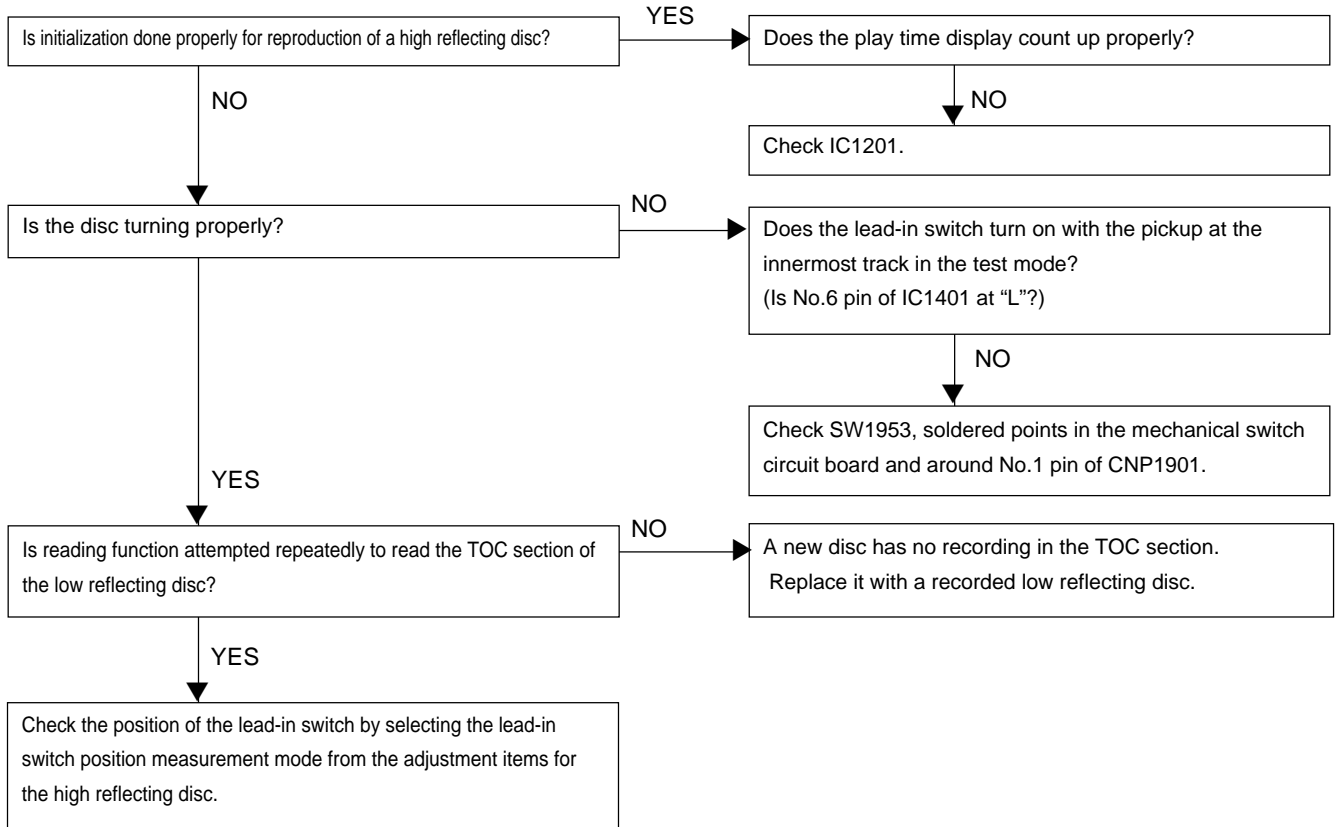 Is initialization done properly for reproduction of a high reflecting disc?
YES
Does the play time display count up properly?
NO
NO
Check IC1201.
Is the disc turning properly?
NO
Does the lead-in switch turn on with the pickup at the
innermost track in the test mode?
(Is No.6 pin of IC1401 at “L”?)
NO
Check SW1953, soldered points in the mechanical switch
circuit board and around No.1 pin of CNP1901.
YES
Is reading function attempted repeatedly to read the TOC section of
the low reflecting disc?
NO
A new disc has no recording in the TOC section.
Replace it with a recorded low reflecting disc.
YES
Check the position of the lead-in switch by selecting the lead-in
switch position measurement mode from the adjustment items for
the high reflecting disc.